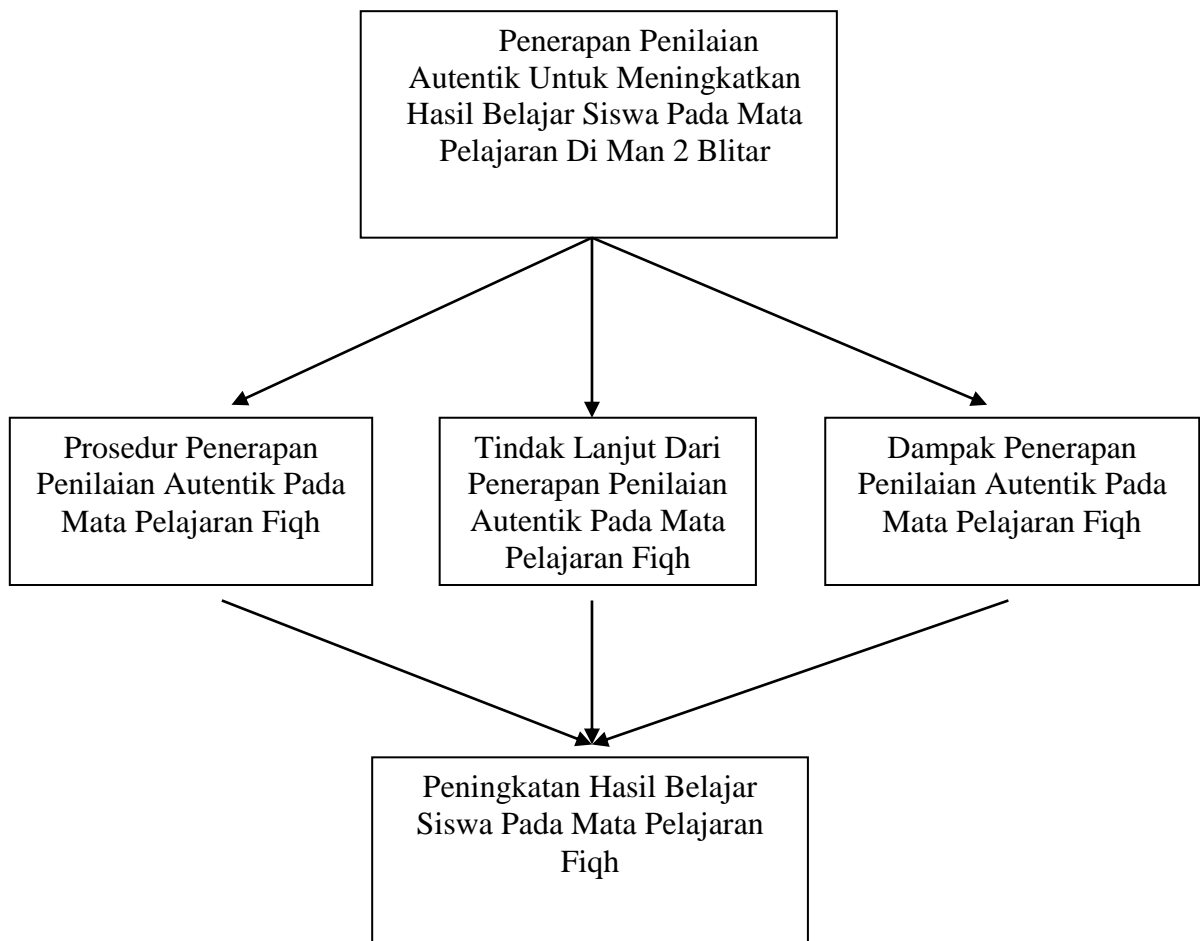 Penerapan Penilaian
Autentik Untuk Meningkatkan
Hasil Belajar Siswa Pada Mata
Pelajaran Di Man 2 Blitar
Prosedur Penerapan
Penilaian Autentik Pada
Mata Pelajaran Fiqh
Tindak Lanjut Dari
Penerapan Penilaian
Autentik Pada Mata
Pelajaran Fiqh
Dampak Penerapan
Penilaian Autentik Pada
Mata Pelajaran Fiqh
Peningkatan Hasil Belajar
Siswa Pada Mata Pelajaran
Fiqh